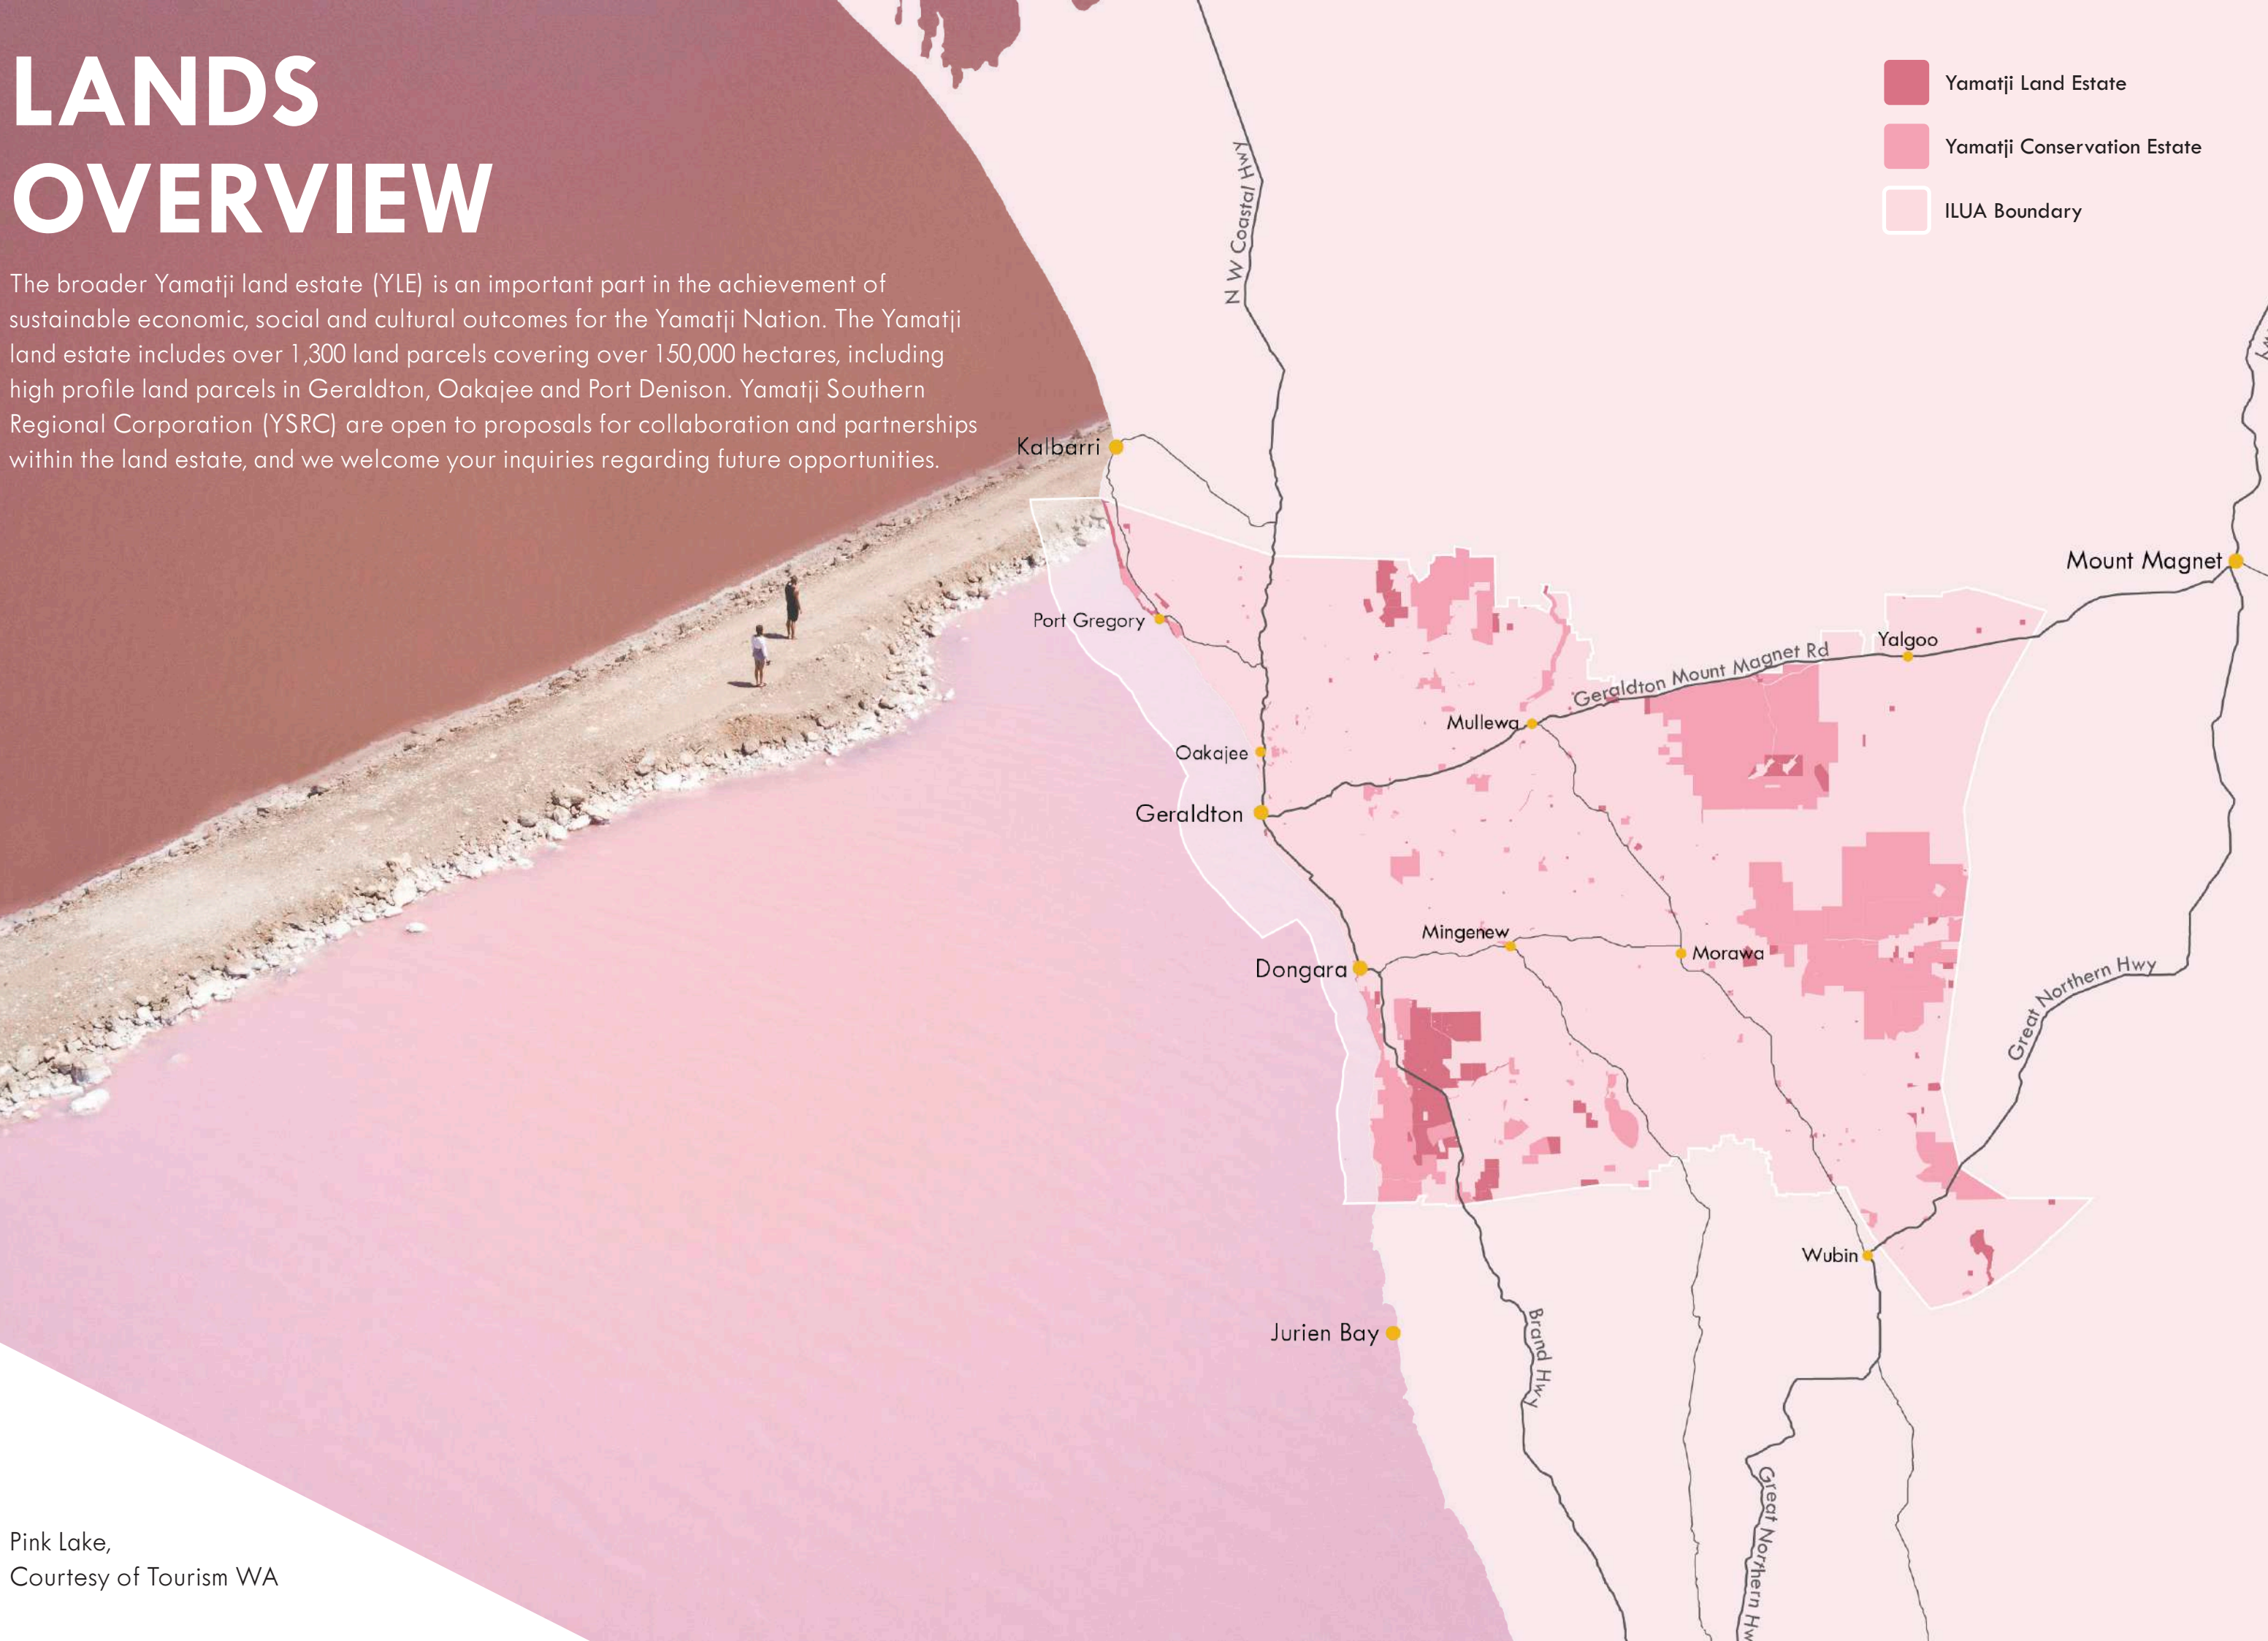 LANDS
OVERVIEW
The broader Yamatji land estate (YLE) is an important part in the achievement of
sustainable economic, social and cultural outcomes for the Yamatji Nation. The Yamatji
land estate includes over 1,300 land parcels covering over 150,000 hectares, including
high profile land parcels in Geraldton, Oakajee and Port Denison. Yamatji Southern
Regional Corporation (YSRC) are open to proposals for collaboration and partnerships
within the land estate, and we welcome your inquiries regarding future opportunities.
Yamatji Land Estate
Yamatji Conservation Estate
ILUA Boundary
N W Coastal Hwy
Kalbarri
Mount Magnet
Port Gregory
Yalgoo
Geraldton Mount Magnet Rd
Mullewa
Oakajee
Geraldton
Mingenew
Morawa
Dongara
Great Northern Hwy
Wubin
Jurien Bay
Brand Hwy
Great Northern Hw
Pink Lake,
Courtesy of Tourism WA